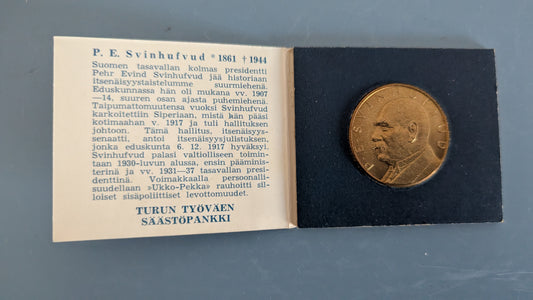 P. E. Svinhufvud * 1861 † 1944
Suomen tasavallan kolmas presidentti
Pehr Evind Svinhufvud jää historiaan
itsenäisyystaistelumme suurmiehenä.
Eduskunnassa hän oli mukana vv. 1907
—14, suuren osan ajasta puhemiehenä.
Taipumattomuutensa vuoksi Svinhufvud
karkoitettiin Siperiaan, mistä hän pääsi
kotimaahan v. 1917 ja tuli hallituksen
johtoon. Tämä hallitus, itsenäisyys-
senaatti, antoi itsenäisyysjulistuksen,
jonka eduskunta 6. 12. 1917 hyväksyi.
Svinhufvud palasi valtiolliseen toimin-
taan 1930-luvun alussa, ensin pääminis-
terinä ja vv. 1931—37 tasavallan presi-
denttinä. Voimakkaalla persoonalli-
suudellaan »Ukko-Pekka» rauhoitti sil-
loiset sisäpoliittiset levottomuudet.
TURUN TYÖVÄEN
SÄÄSTÖPANKKI
P E SVINHUFVUD